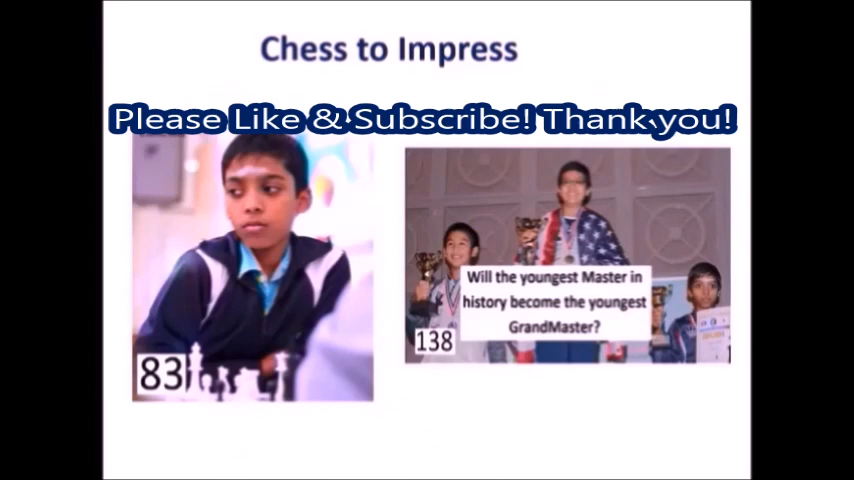 Chess to Impress
Please Like & Subscribe! Thank you!
Will the youngest Master in
history become the youngest
GrandMaster?
138
83